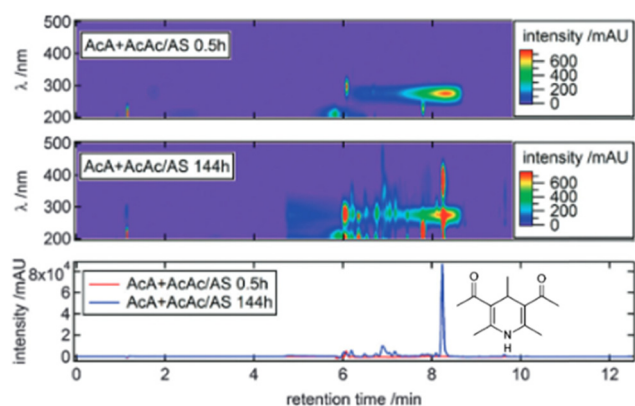 500
400
300
200
λ /nm
AcA+AcAc/AS 0.5h
intensity /mAU
600
400
200
0
500
400
300
200
λ /nm
AcA+AcAc/AS 144h
intensity /mAU
600
400
200
0
intensity /mAU
8x10⁴
6
4
2
0
AcA+AcAc/AS 0.5h
AcA+AcAc/AS 144h
O
O
N
H
0 2 4 6 8 10 12
retention time /min